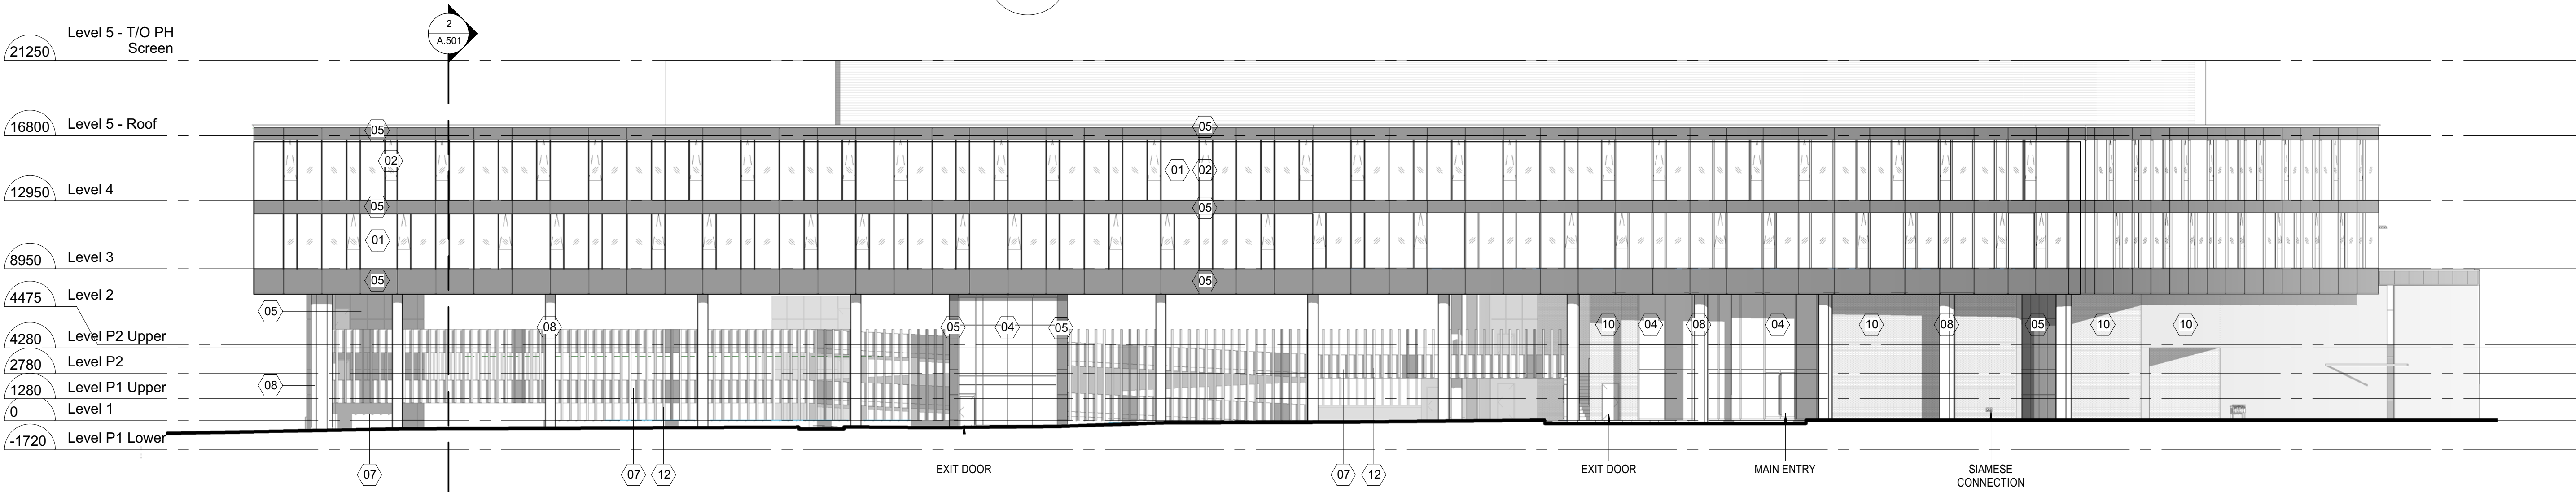 2
A.501
21250 Level 5 - T/O PH
Screen
16800 Level 5 - Roof
05 05
02 01 02
12950 Level 4
05 05
01
8950 Level 3
05 05
4475 Level 2
05
08 05 04 05 10 04 08 04 10 08 05 10 10
4280 Level P2 Upper
2780 Level P2
1280 Level P1 Upper
08
0 Level 1
-1720 Level P1 Lower
07 07 12 EXIT DOOR 07 12 EXIT DOOR MAIN ENTRY SIAMESE
CONNECTION